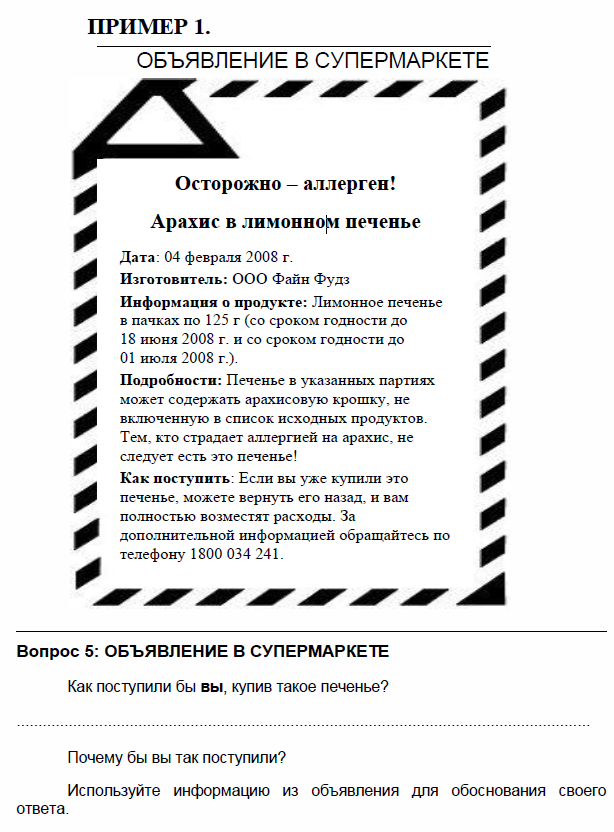 ПРИМЕР 1.
ОБЪЯВЛЕНИЕ В СУПЕРМАРКЕТЕ
Осторожно – аллерген!
Арахис в лимонном печенье
Дата: 04 февраля 2008 г.
Изготовитель: ООО Файн Фудз
Информация о продукте: Лимонное печенье
в пачках по 125 г (со сроком годности до
18 июня 2008 г. и со сроком годности до
01 июля 2008 г.).
Подробности: Печенье в указанных партиях
может содержать арахисовую крошку, не
включенную в список исходных продуктов.
Тем, кто страдает аллергией на арахис, не
следует есть это печенье!
Как поступить: Если вы уже купили это
печенье, можете вернуть его назад, и вам
полностью возместят расходы. За
дополнительной информацией обращайтесь по
телефону 1800 034 241.
Вопрос 5: ОБЪЯВЛЕНИЕ В СУПЕРМАРКЕТЕ
Как поступили бы вы, купив такое печенье?
Почему бы вы так поступили?
Используйте информацию из объявления для обоснования своего
ответа.